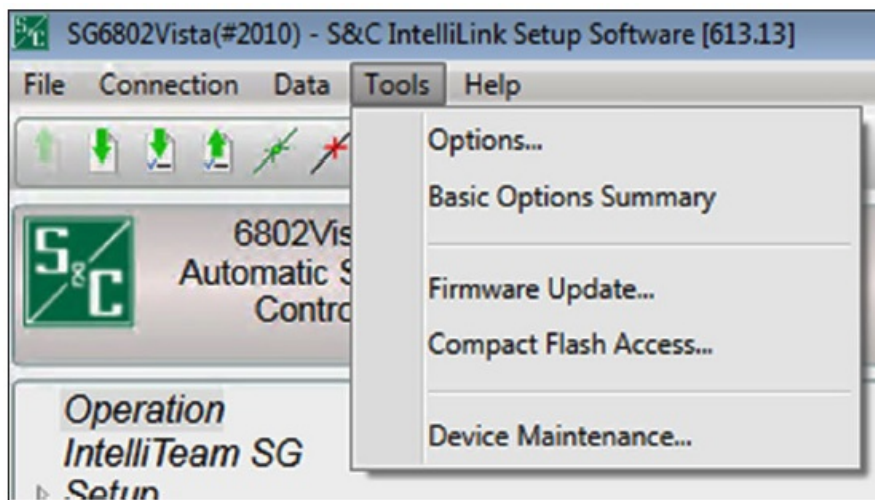 SG6802Vista(#2010) - S&C IntelliLink Setup Software [613.13]
File Connection Data Tools Help
Options...
Basic Options Summary
Firmware Update...
Compact Flash Access...
Device Maintenance...
S&C
6802Vis
Automatic S
Contro
Operation
IntelliTeam SG
Setup